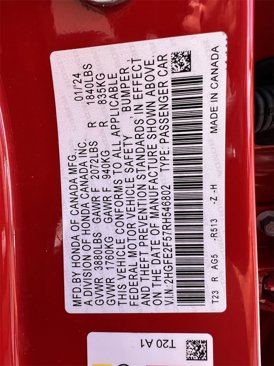 MFD. BY HONDA OF CANADA MFG. 01/'24
A DIVISION OF HONDA CANADA INC.
GVWR 3880LBS GAWR F 2072LBS R 1840LBS
GVWR 1760KG GAWR F 940KG R 835KG
THIS VEHICLE CONFORMS TO ALL APPLICABLE
FEDERAL MOTOR VEHICLE SAFETY, BUMPER,
AND THEFT PREVENTION STANDARDS IN EFFECT
ON THE DATE OF MANUFACTURE SHOWN ABOVE.
V.I.N: 2HGFE2F57RH546802 TYPE: PASSENGER CAR
T23 R AG5 -R513 -Z -H MADE IN CANADA
T20 A1